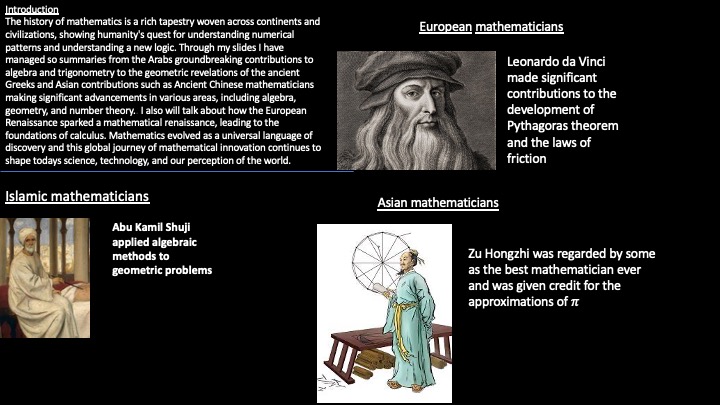 Introduction
The history of mathematics is a rich tapestry woven across continents and
civilizations, showing humanity's quest for understanding numerical
patterns and understanding a new logic. Through my slides I have
managed so summaries from the Arabs groundbreaking contributions to
algebra and trigonometry to the geometric revelations of the ancient
Greeks and Asian contributions such as Ancient Chinese mathematicians
making significant advancements in various areas, including algebra,
geometry, and number theory.  I also will talk about how the European
Renaissance sparked a mathematical renaissance, leading to the
foundations of calculus. Mathematics evolved as a universal language of
discovery and this global journey of mathematical innovation continues to
shape todays science, technology, and our perception of the world.
European mathematicians
Leonardo da Vinci
made significant
contributions to the
development of
Pythagoras theorem
and the laws of
friction
Islamic mathematicians
Abu Kamil Shuji
applied algebraic
methods to
geometric problems
Asian mathematicians
Zu Hongzhi was regarded by some
as the best mathematician ever
and was given credit for the
approximations of π